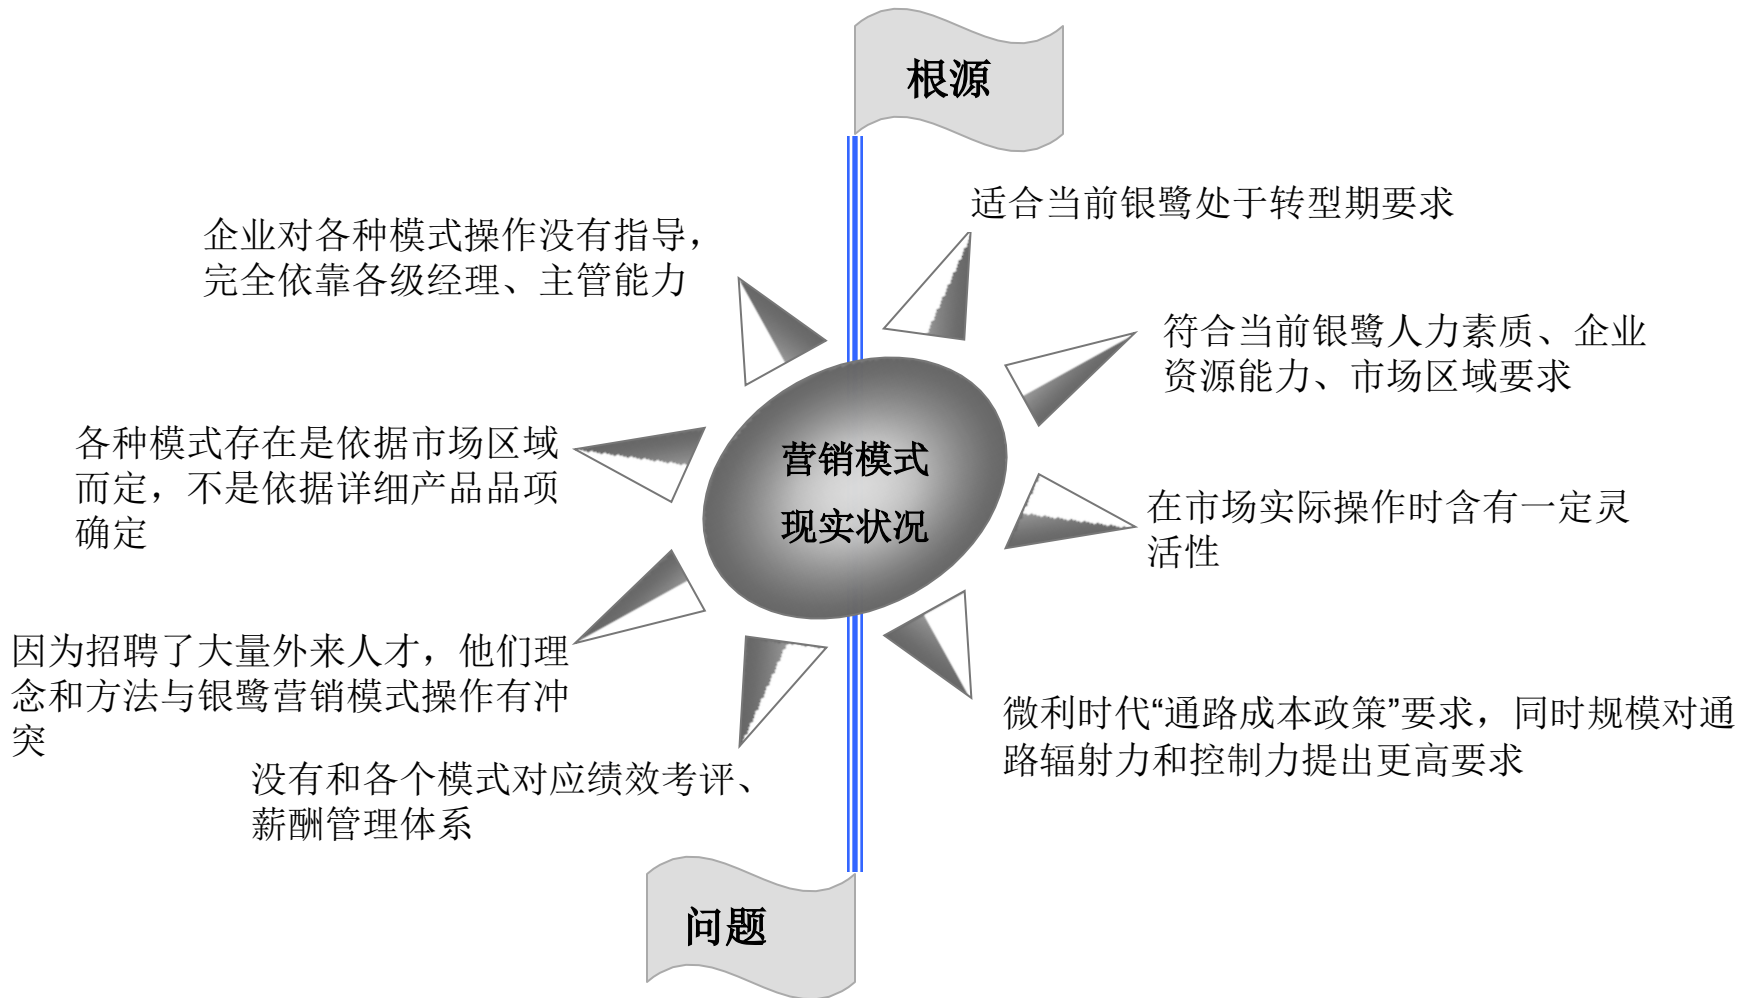 根源
适合当前银鹭处于转型期要求
企业对各种模式操作没有指导，
完全依靠各级经理、主管能力
符合当前银鹭人力素质、企业
资源能力、市场区域要求
各种模式存在是依据市场区域
而定，不是依据详细产品品项
确定
营销模式
现实状况
在市场实际操作时含有一定灵
活性
因为招聘了大量外来人才，他们理
念和方法与银鹭营销模式操作有冲
突
微利时代“通路成本政策”要求，同时规模对通
路辐射力和控制力提出更高要求
没有和各个模式对应绩效考评、
薪酬管理体系
问题